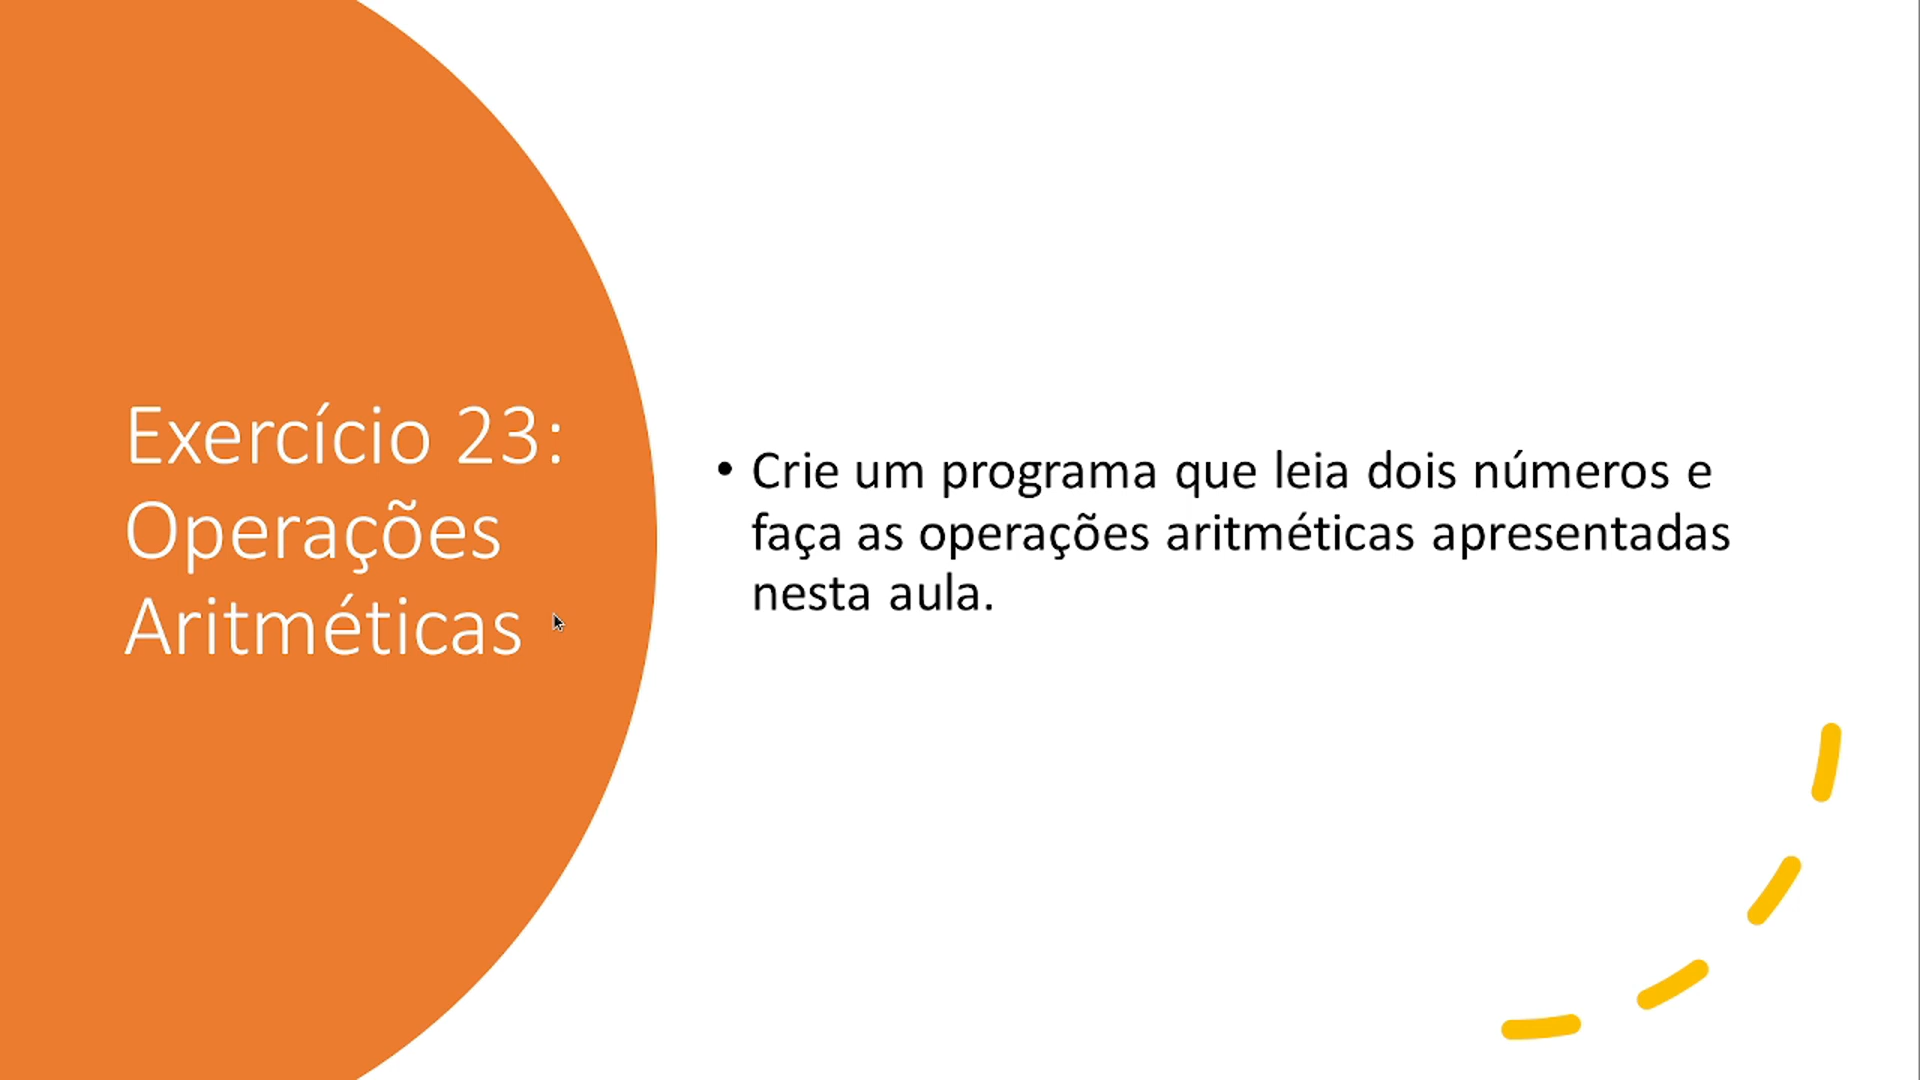 Exercício 23:
Operações
Aritméticas
• Crie um programa que leia dois números e
faça as operações aritméticas apresentadas
nesta aula.